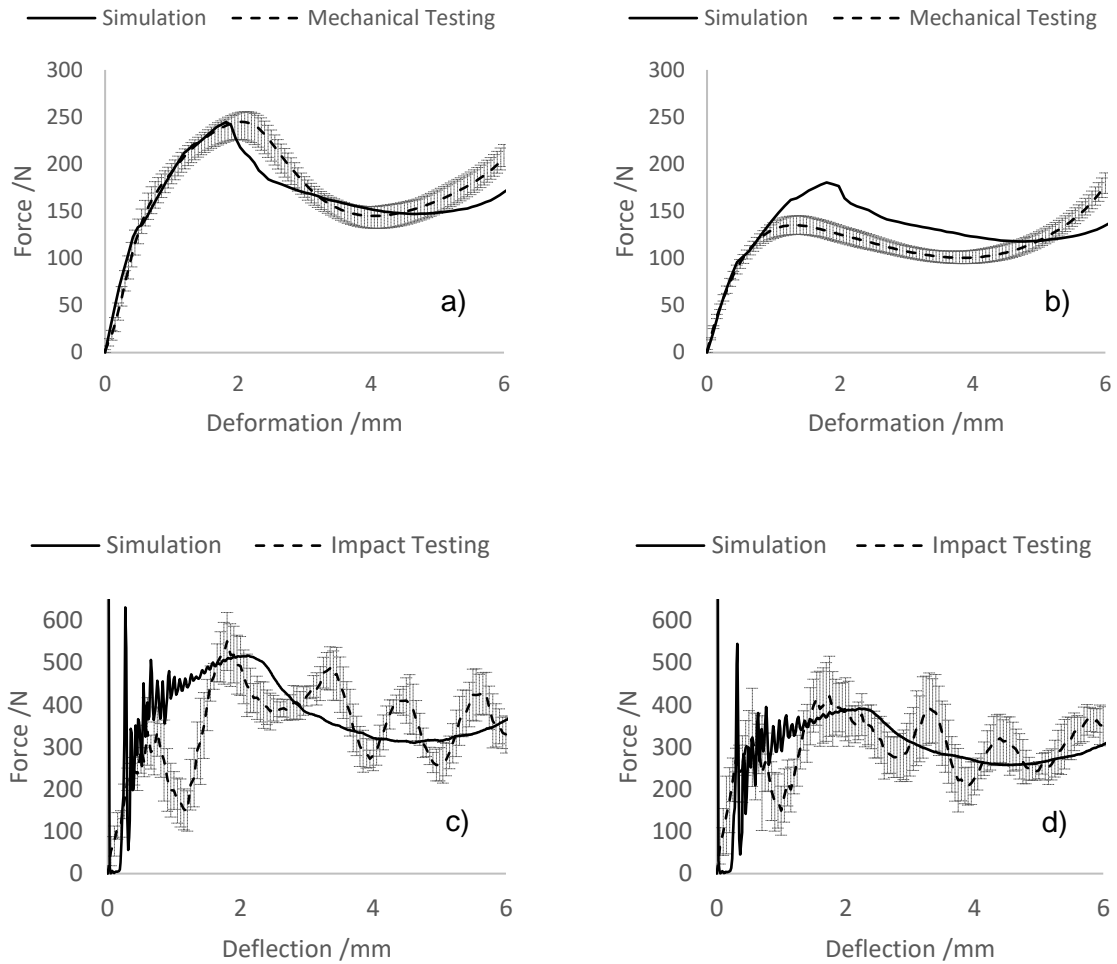 Simulation Mechanical Testing
300
250
200
150
100
50
0
Force /N
0 2 4 6
Deformation /mm
a)
Simulation Mechanical Testing
300
250
200
150
100
50
0
Force /N
0 2 4 6
Deformation /mm
b)
Simulation Impact Testing
600
500
400
300
200
100
0
Force /N
0 2 4 6
Deflection /mm
c)
Simulation Impact Testing
600
500
400
300
200
100
0
Force /N
0 2 4 6
Deflection /mm
d)